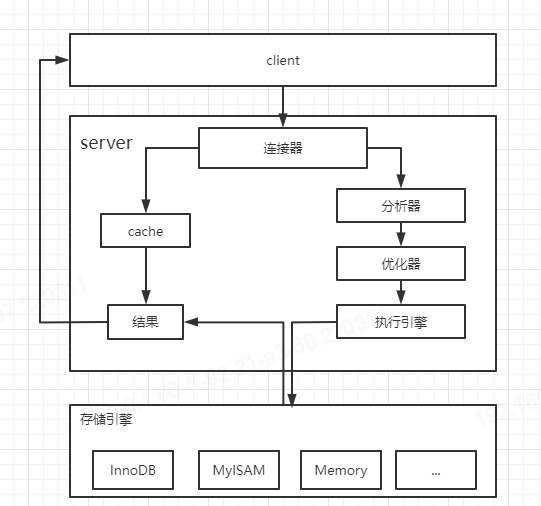 client
server
连接器
分析器
cache
优化器
结果
执行引擎
存储引擎
InnoDB
MyISAM
Memory
...